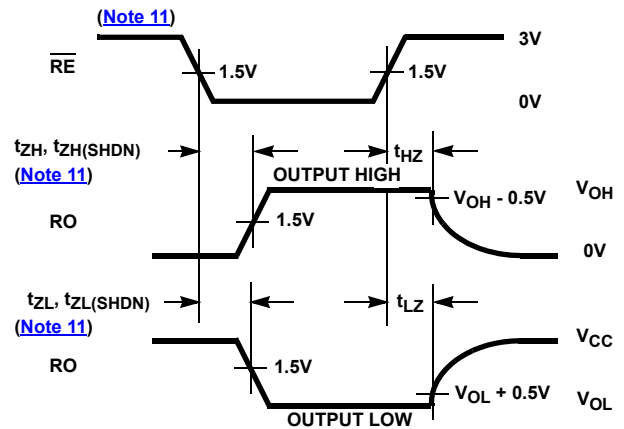 (Note 11)
3V
RE
1.5V
1.5V
0V
tZH, tZH(SHDN)
(Note 11)
tHZ
OUTPUT HIGH
VOH - 0.5V
VOH
RO
1.5V
0V
tZL, tZL(SHDN)
(Note 11)
tLZ
VCC
RO
1.5V
VOL + 0.5V
VOL
OUTPUT LOW